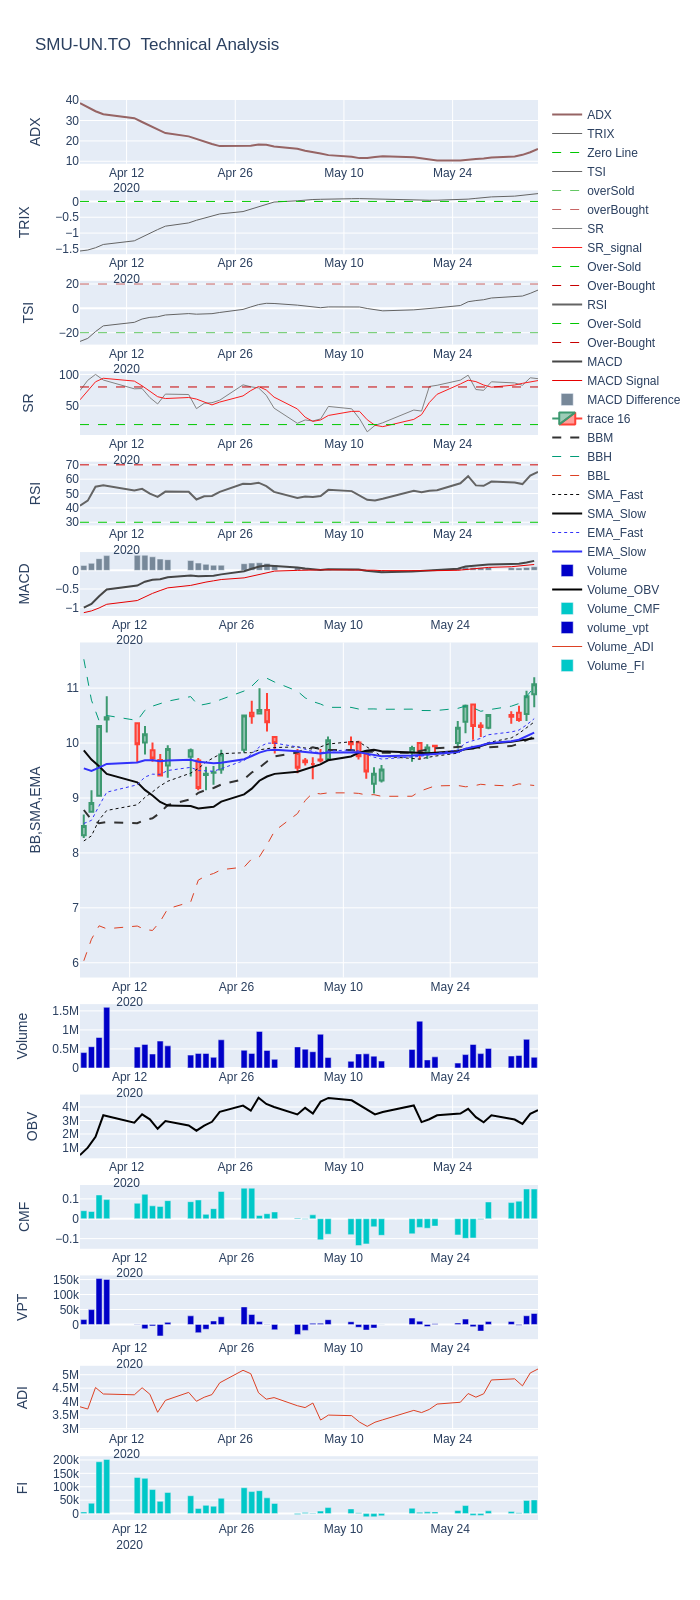 SMU-UN.TO  Technical Analysis
ADX
40
30
20
10
Apr 12
2020
Apr 26
May 10
May 24
TRIX
0
−0.5
−1
−1.5
Apr 12
2020
Apr 26
May 10
May 24
TSI
20
0
−20
Apr 12
2020
Apr 26
May 10
May 24
SR
100
50
Apr 12
2020
Apr 26
May 10
May 24
RSI
70
60
50
40
30
Apr 12
2020
Apr 26
May 10
May 24
MACD
0
−0.5
−1
Apr 12
2020
Apr 26
May 10
May 24
BB,SMA,EMA
11
10
9
8
7
6
Apr 12
2020
Apr 26
May 10
May 24
Volume
1.5M
1M
0.5M
0
Apr 12
2020
Apr 26
May 10
May 24
OBV
4M
3M
2M
1M
Apr 12
2020
Apr 26
May 10
May 24
CMF
0.1
0
−0.1
Apr 12
2020
Apr 26
May 10
May 24
VPT
150k
100k
50k
0
Apr 12
2020
Apr 26
May 10
May 24
ADI
5M
4.5M
4M
3.5M
3M
Apr 12
2020
Apr 26
May 10
May 24
FI
200k
150k
100k
50k
0
Apr 12
2020
Apr 26
May 10
May 24
ADX
TRIX
Zero Line
TSI
overSold
overBought
SR
SR_signal
Over-Sold
Over-Bought
RSI
Over-Sold
Over-Bought
MACD
MACD Signal
MACD Difference
trace 16
BBM
BBH
BBL
SMA_Fast
SMA_Slow
EMA_Fast
EMA_Slow
Volume
Volume_OBV
Volume_CMF
volume_vpt
Volume_ADI
Volume_FI